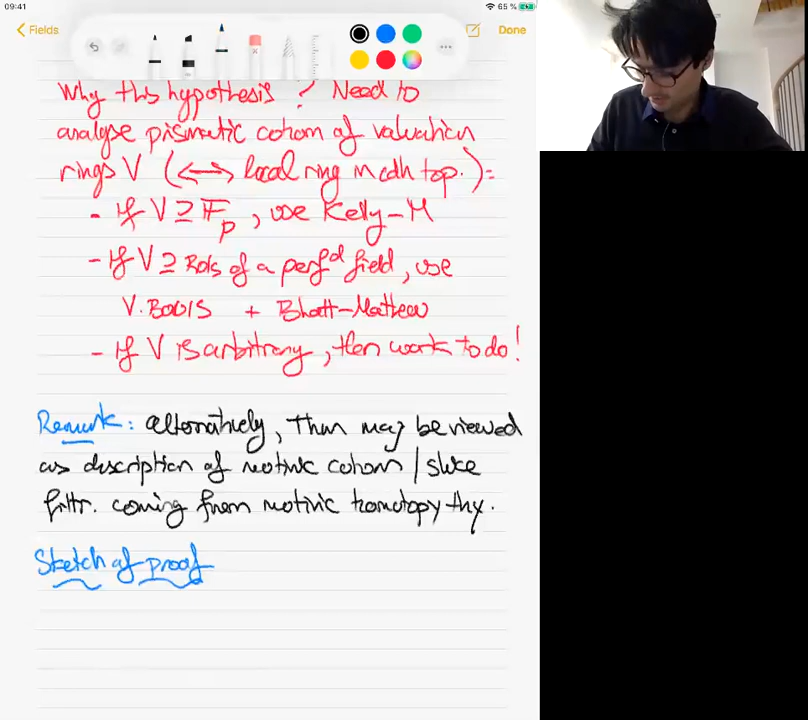 09:41
65 %
Fields
Done
Why this hypothesis? Need to
analyse prismatic cohom of valuation
rings V (⟷ local ring in cdh top.):
- If V ⊇ 𝔽_p, use Kelly-M
- If V ⊇ RoIs of a perf^d field, use
V. Bouis + Bhatt-Mathew
- If V is arbitrary, then work to do!
Remark: alternatively, Thm may be viewed
as description of motivic cohom / slice
filtr. coming from motivic homotopy thy.
Sketch of proof